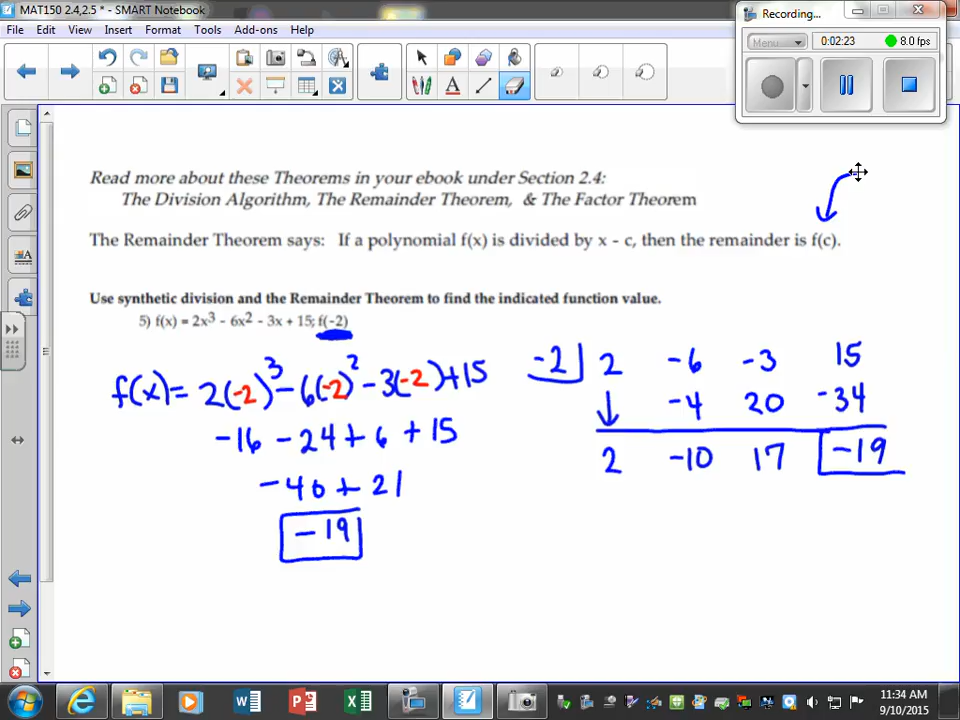 MAT150 2.4,2.5 * - SMART Notebook
Recording...
File Edit View Insert Format Tools Add-ons Help
Menu 0:02:23 8.0 fps
Read more about these Theorems in your ebook under Section 2.4:
The Division Algorithm, The Remainder Theorem, & The Factor Theorem
The Remainder Theorem says: If a polynomial f(x) is divided by x - c, then the remainder is f(c).
Use synthetic division and the Remainder Theorem to find the indicated function value.
5) f(x) = 2x³ - 6x² - 3x + 15; f(-2)
f(x) = 2(-2)³ - 6(-2)² - 3(-2) + 15
-16 - 24 + 6 + 15
-40 + 21
-19
-2 2 -6 -3 15
-4 20 -34
2 -10 17 -19
11:34 AM
9/10/2015